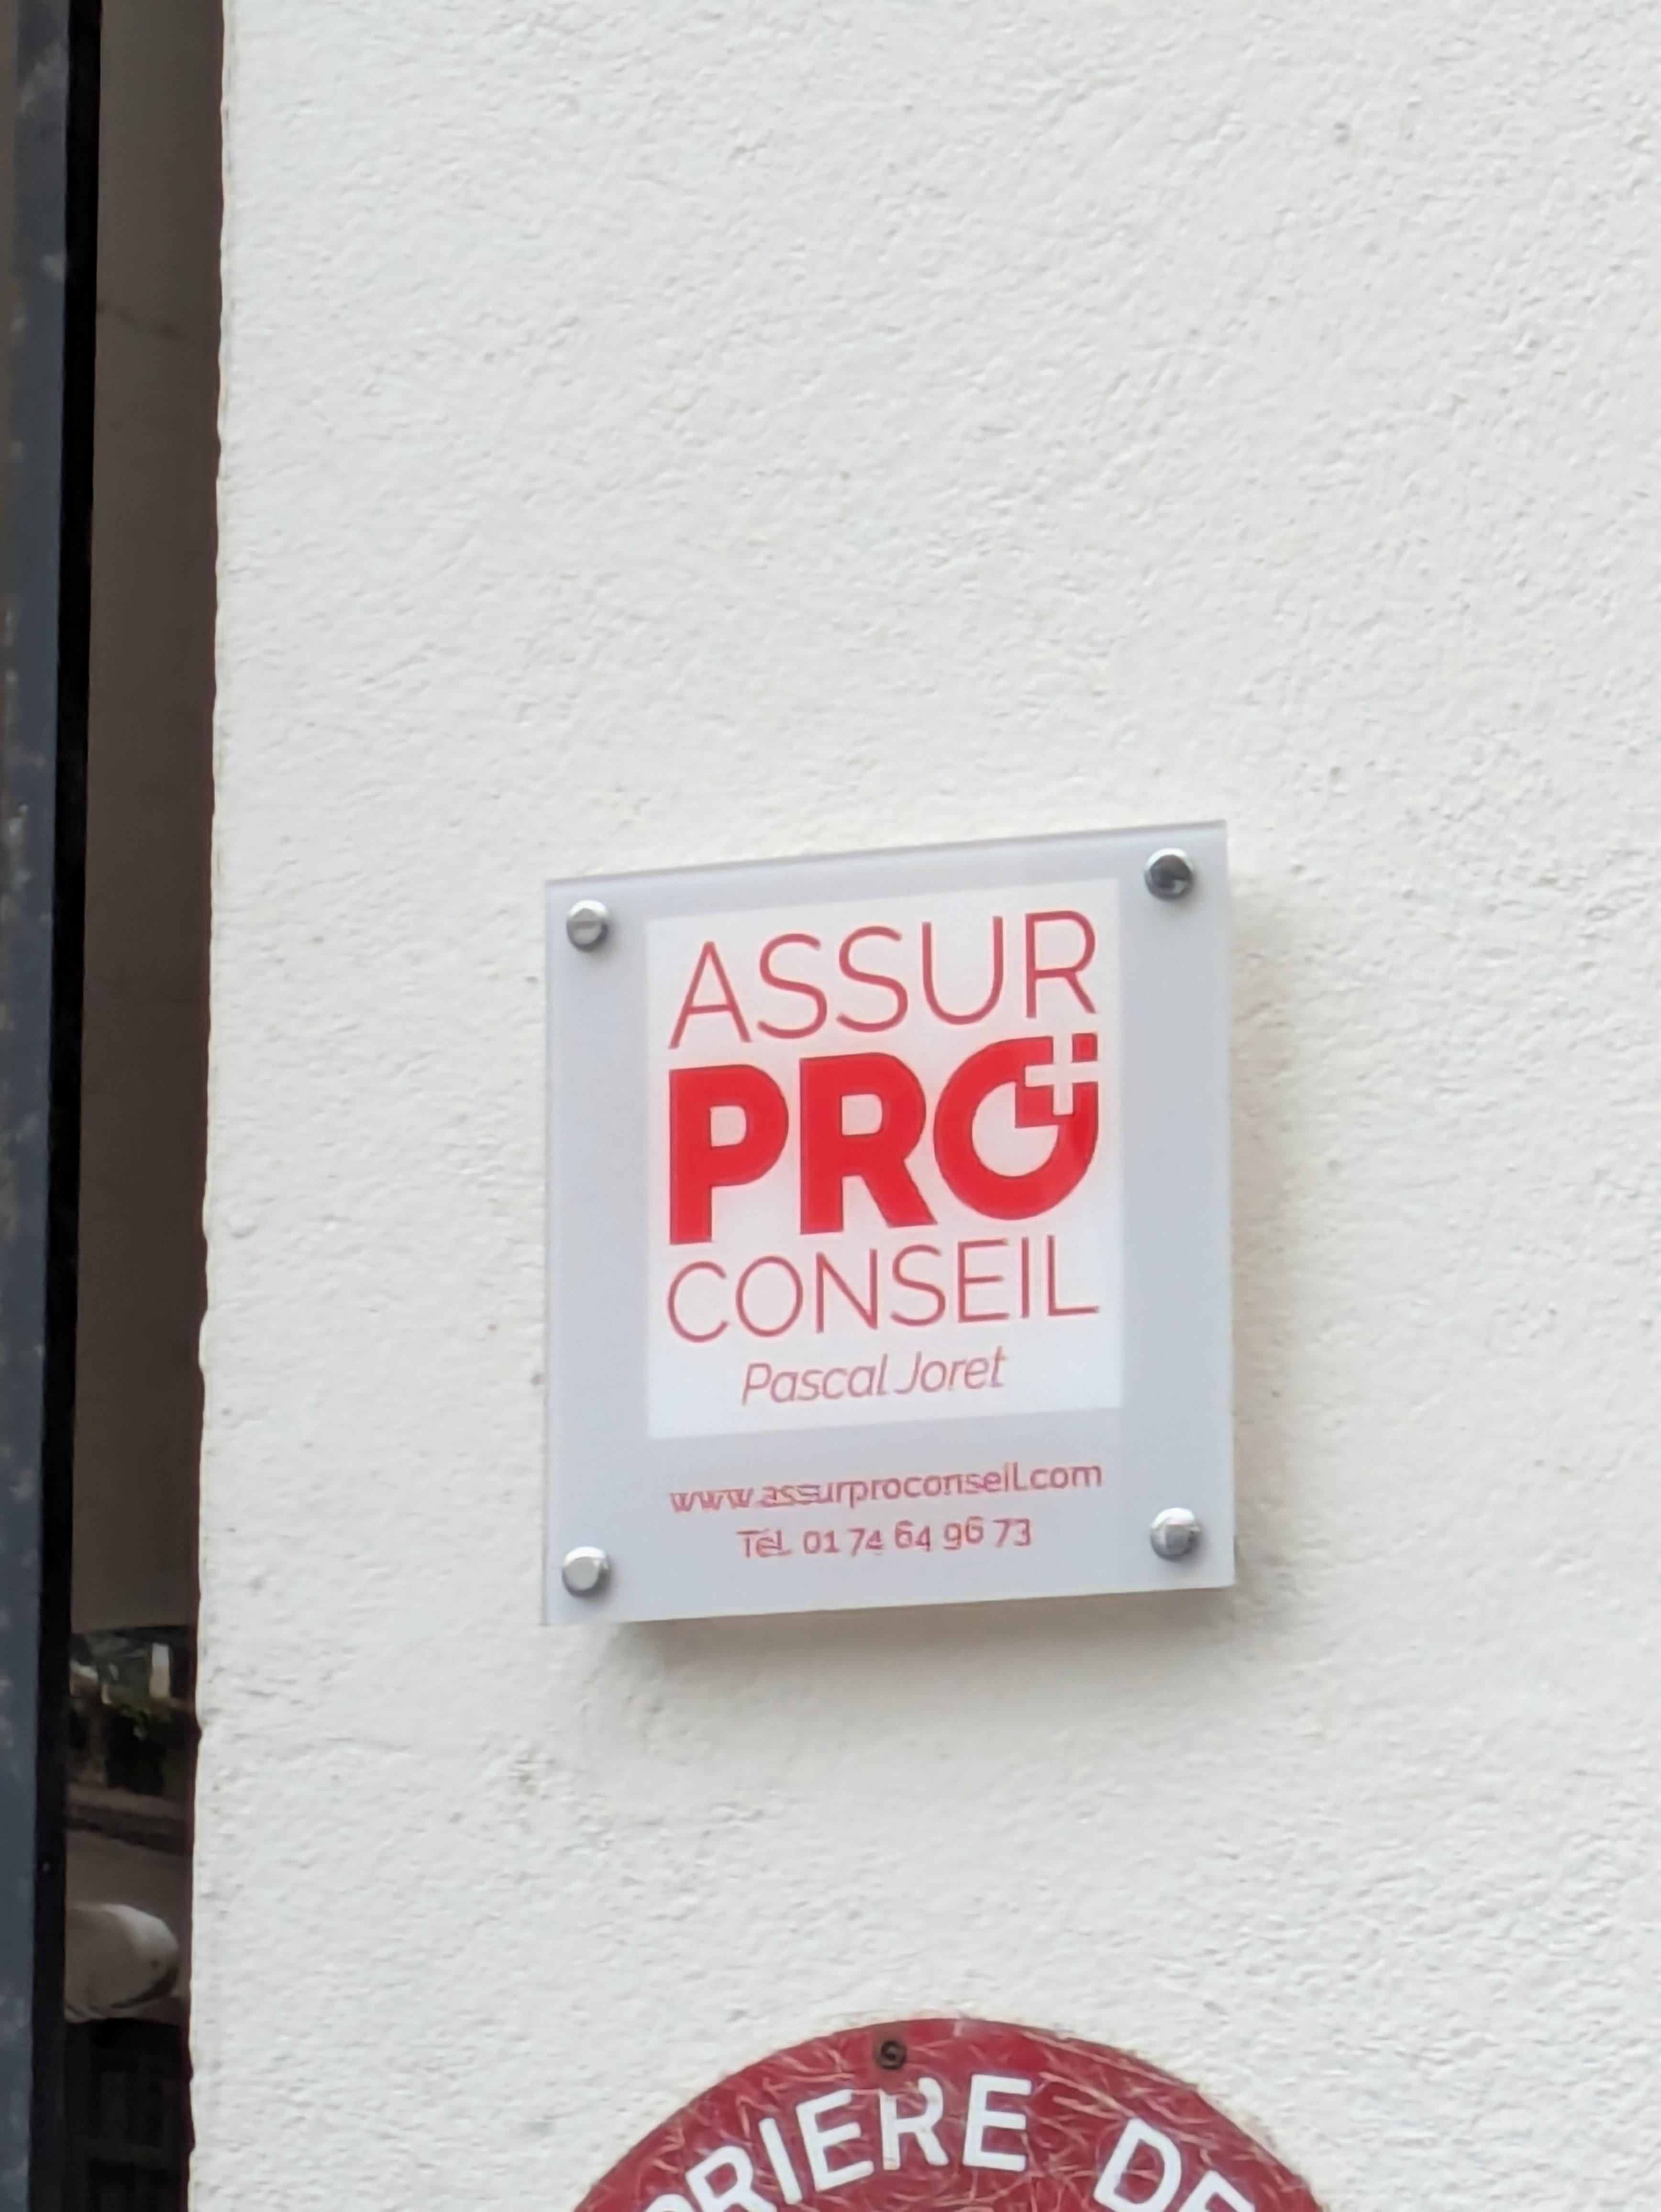 ASSUR
PRO
CONSEIL
Pascal Joret
www.assurproconseil.com
Tél. 01 74 64 96 73
PRIERE DE